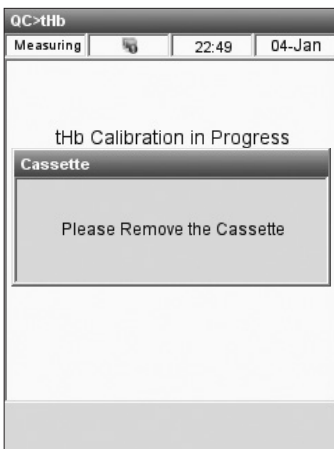 QC>tHb
Measuring 22:49 04-Jan
tHb Calibration in Progress
Cassette
Please Remove the Cassette